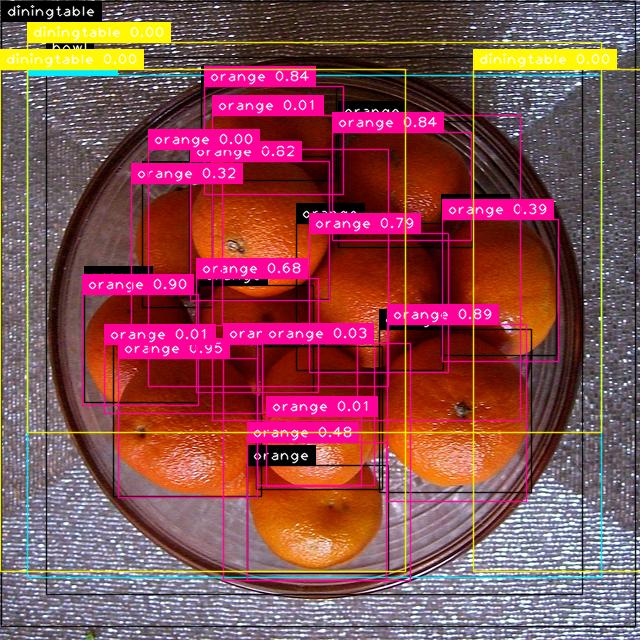 diningtable
diningtable 0.00
bowl
diningtable 0.00
diningtable 0.00
orange 0.84
orange 0.01
orange
orange 0.84
orange 0.00
orange 0.82
orange 0.32
orange 0.39
orange
orange 0.79
orange 0.68
orange 0.90
orange 0.89
orange 0.01
orange 0.03
orange 0.95
orange 0.01
orange 0.48
orange